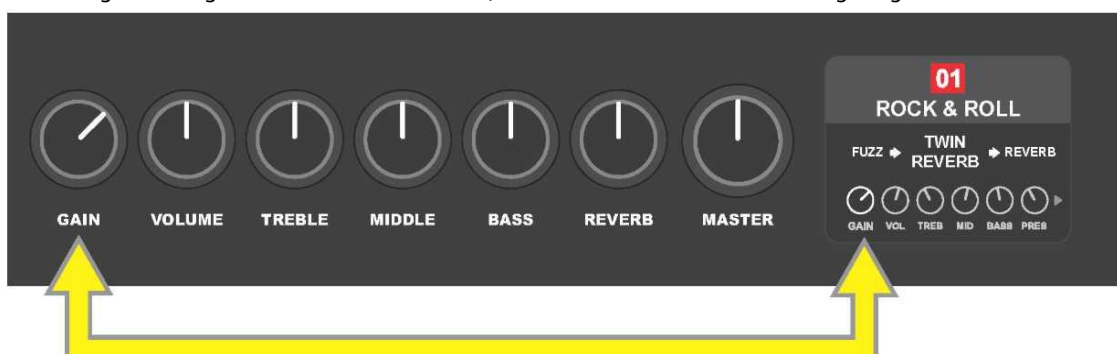 GAIN VOLUME TREBLE MIDDLE BASS REVERB MASTER
01
ROCK & ROLL
FUZZ TWIN REVERB REVERB
GAIN VOL TREB MID BASS PRES